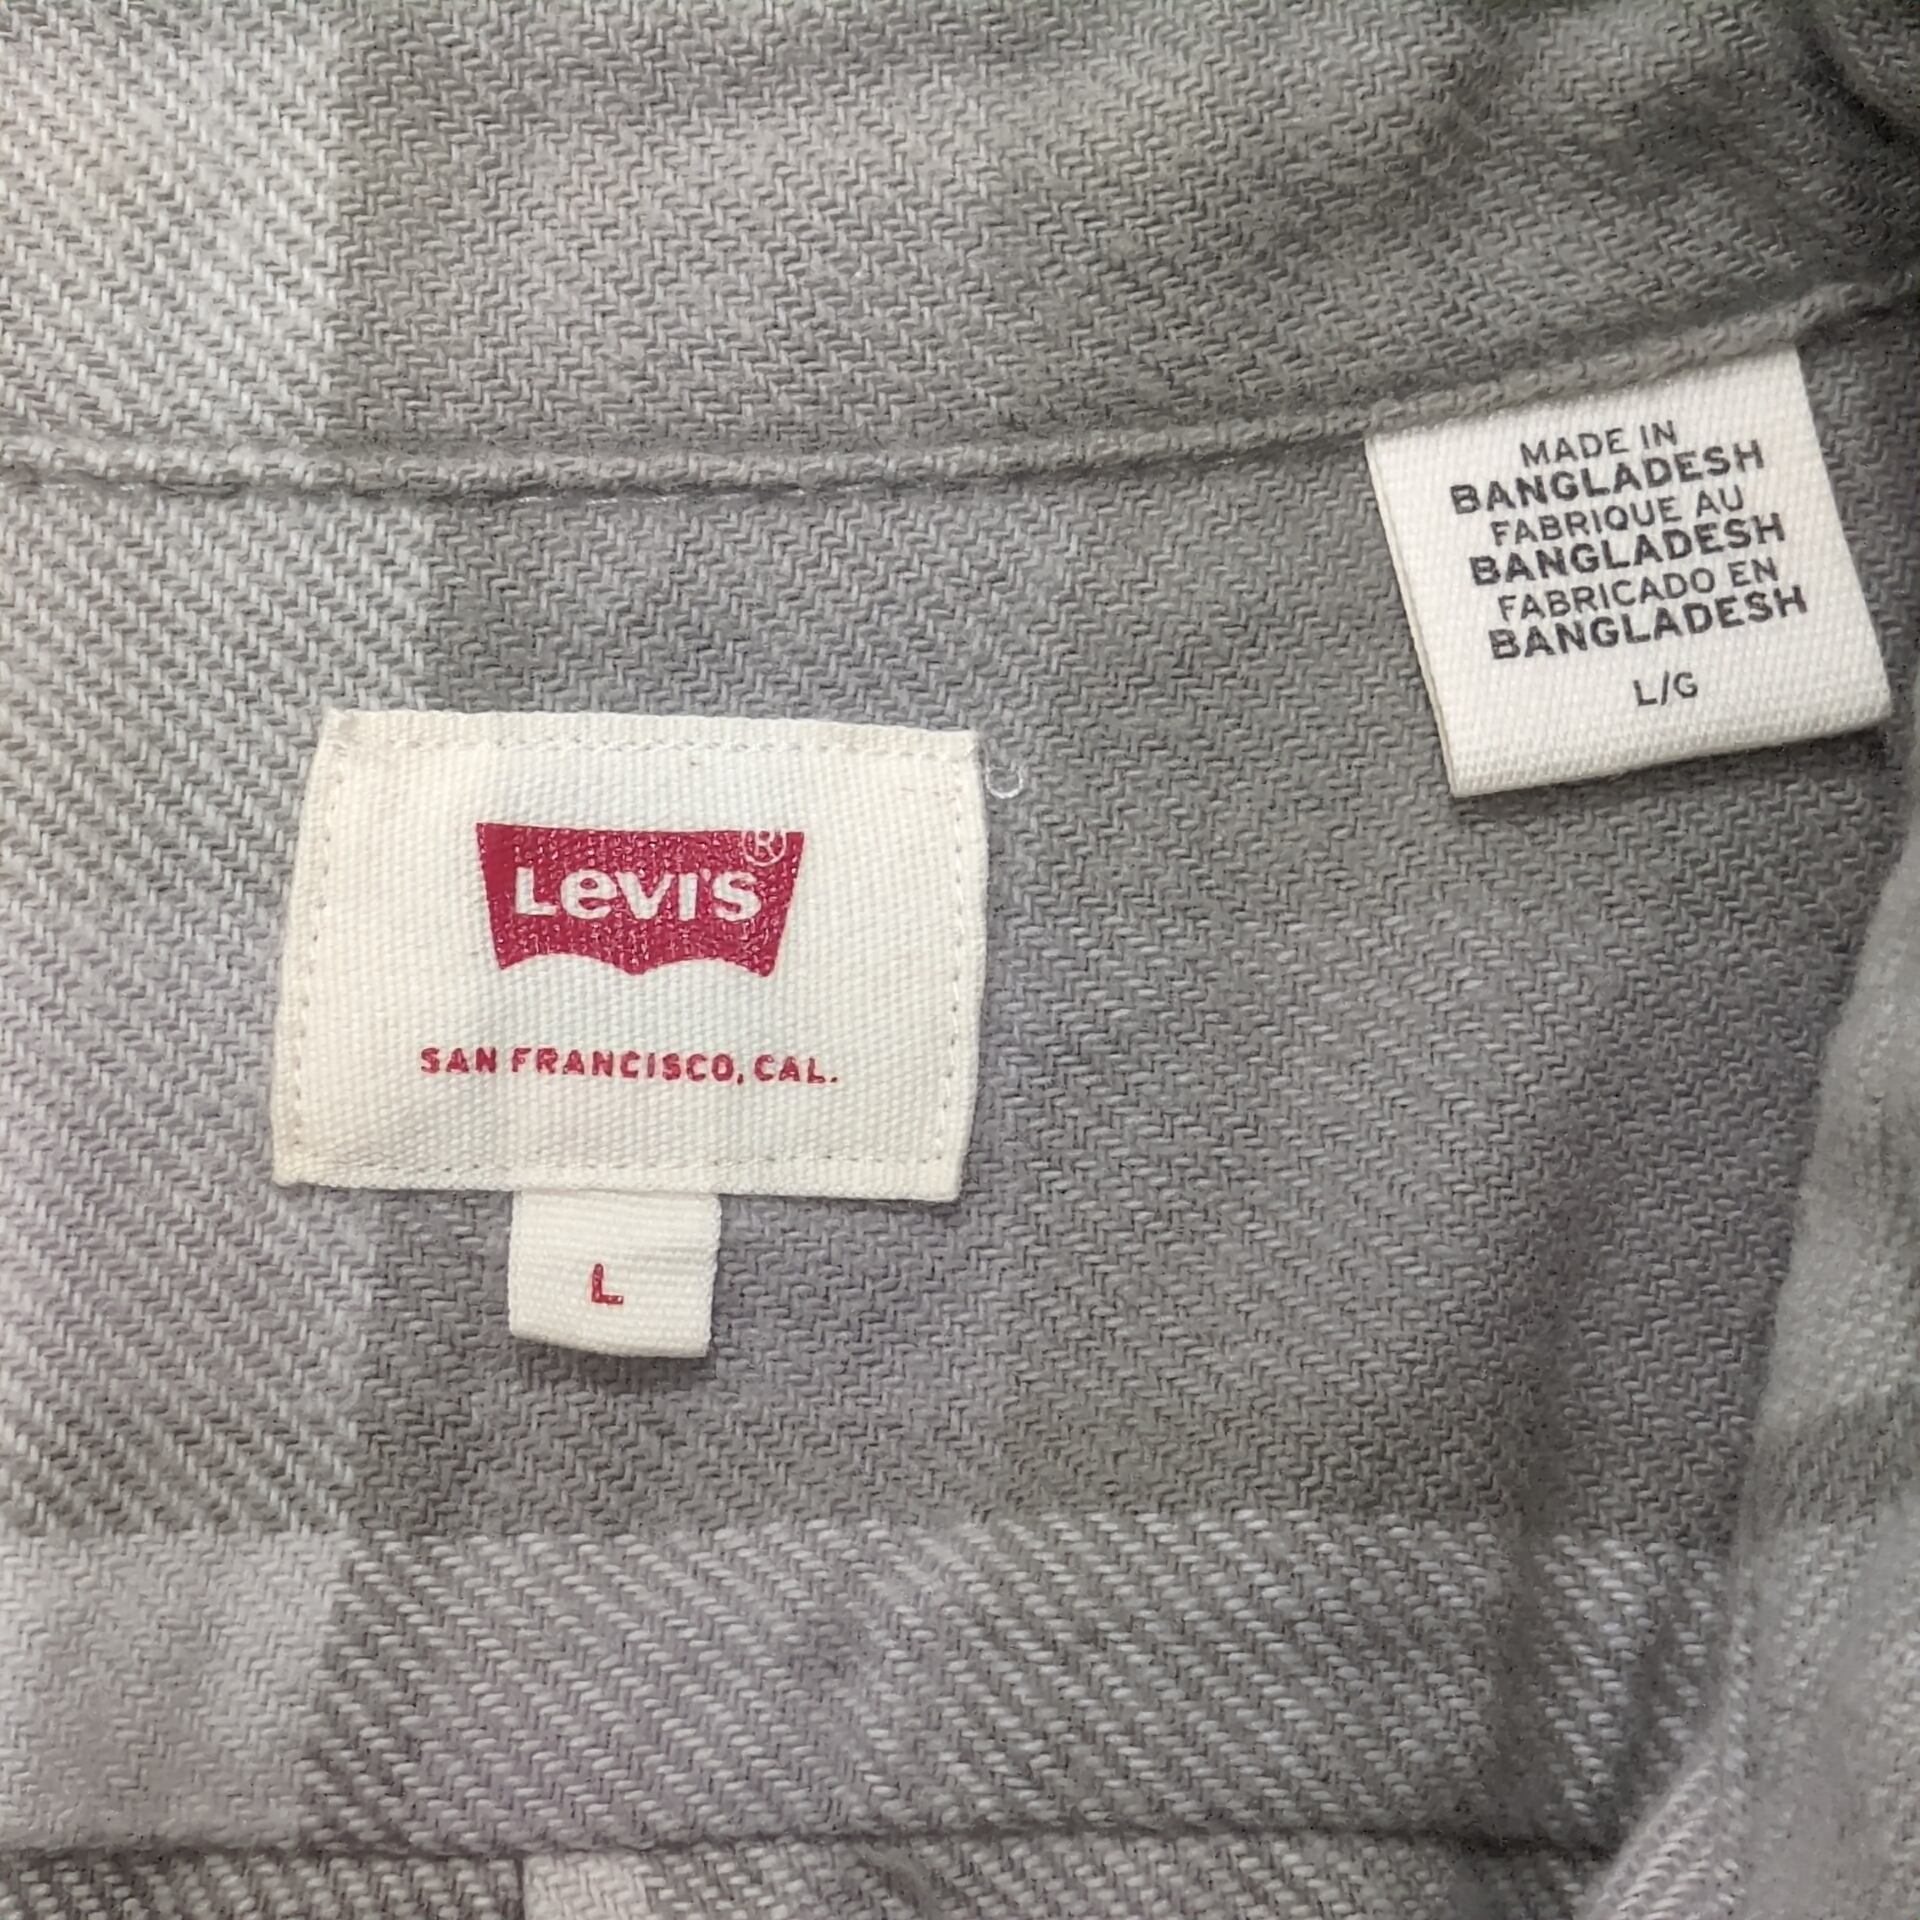 MADE IN
BANGLADESH
FABRIQUE AU
BANGLADESH
FABRICADO EN
BANGLADESH
L/G
Levi's ®
SAN FRANCISCO, CAL.
L